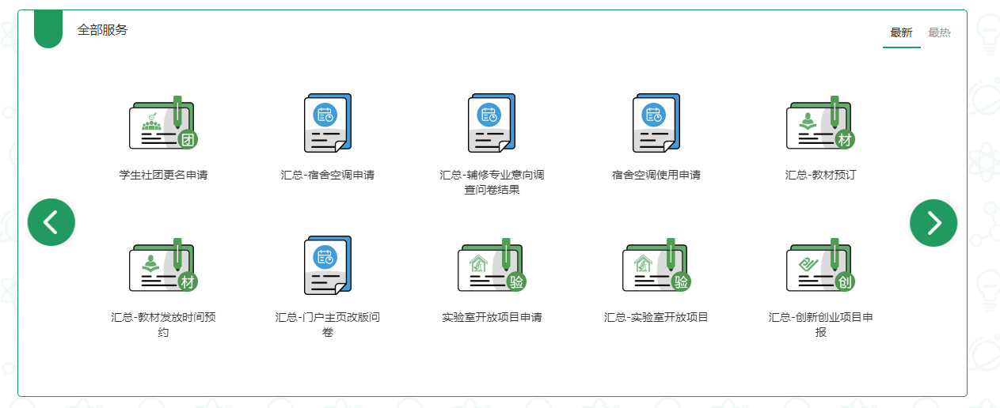 全部服务
最新 最热
团
材
学生社团更名申请
汇总-宿舍空调申请
汇总-辅修专业意向调
查问卷结果
宿舍空调使用申请
汇总-教材预订
材
验
验
创
汇总-教材发放时间预
约
汇总-门户主页改版问
卷
实验室开放项目申请
汇总-实验室开放项目
汇总-创新创业项目申
报